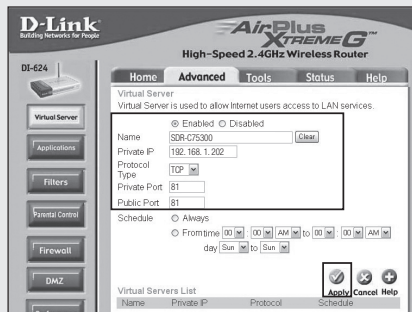 D-Link
Building Networks for People
AirPlus
XTREME G™
High-Speed 2.4GHz Wireless Router
DI-624
Home Advanced Tools Status Help
Virtual Server
Applications
Filters
Parental Control
Firewall
DMZ
Virtual Server
Virtual Server is used to allow Internet users access to LAN services.
Enabled Disabled
Name SDR-C75300 Clear
Private IP 192.168.1.202
Protocol Type TCP
Private Port 81
Public Port 81
Schedule Always
From time 00 : 00 AM to 00 : 00 AM
day Sun to Sun
Apply Cancel Help
Virtual Servers List
Name Private IP Protocol Schedule